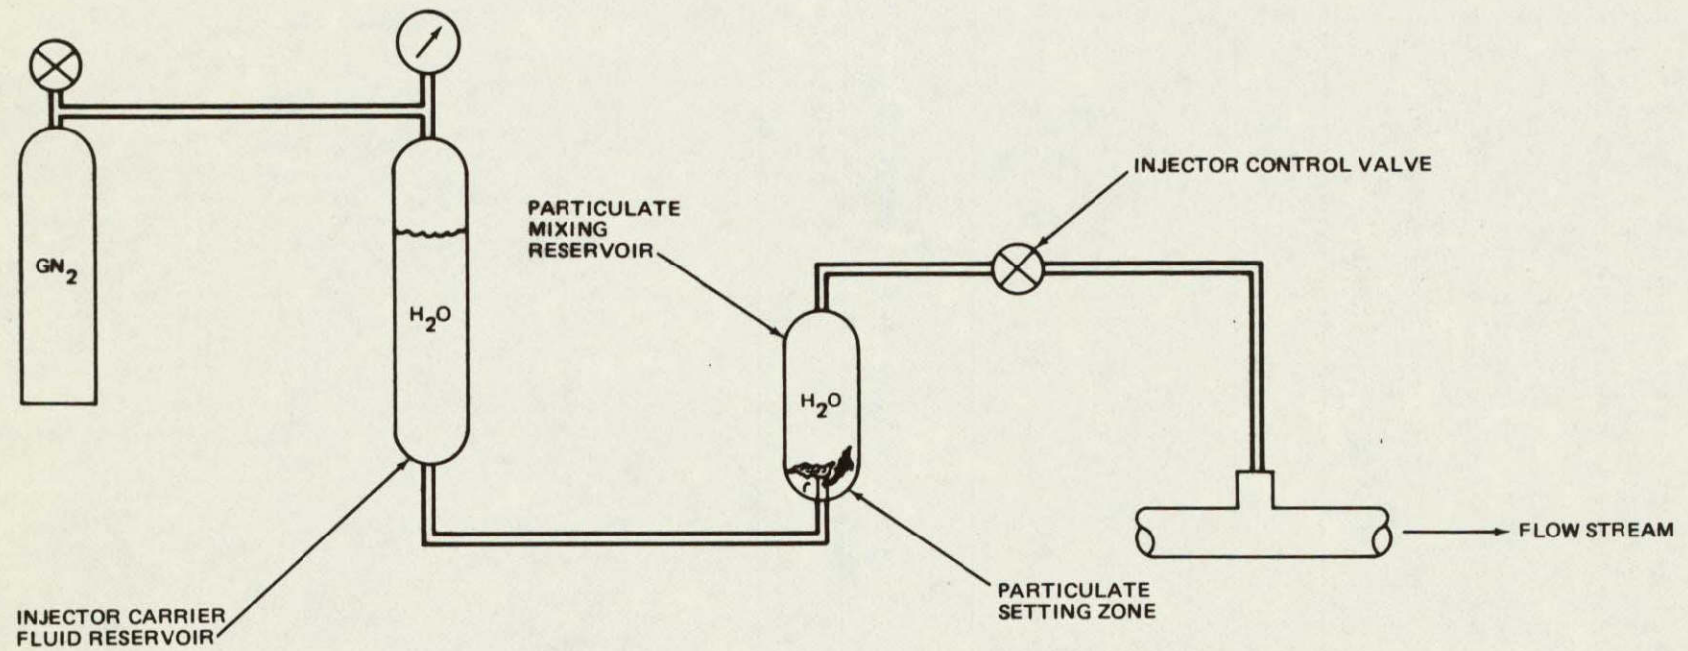 INJECTOR CONTROL VALVE
PARTICULATE
MIXING
RESERVOIR
GN2
H2O
H2O
r
FLOW STREAM
PARTICULATE
SETTING ZONE
INJECTOR CARRIER
FLUID RESERVOIR